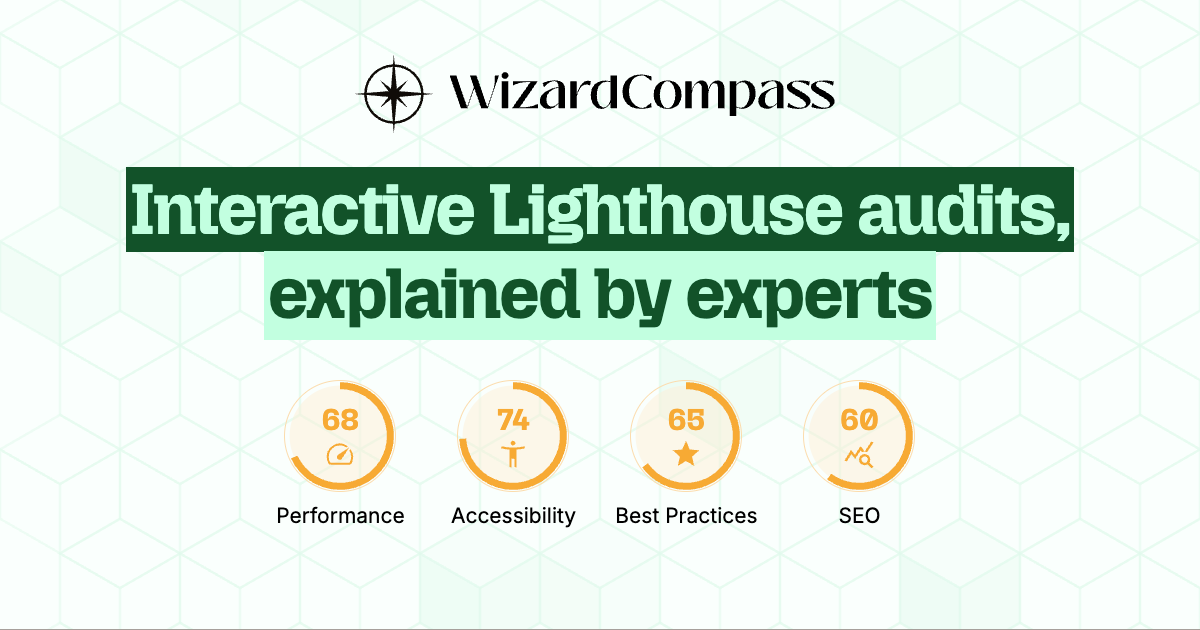 WizardCompass
Interactive Lighthouse audits,
explained by experts
68 74 65 60
Performance Accessibility Best Practices SEO